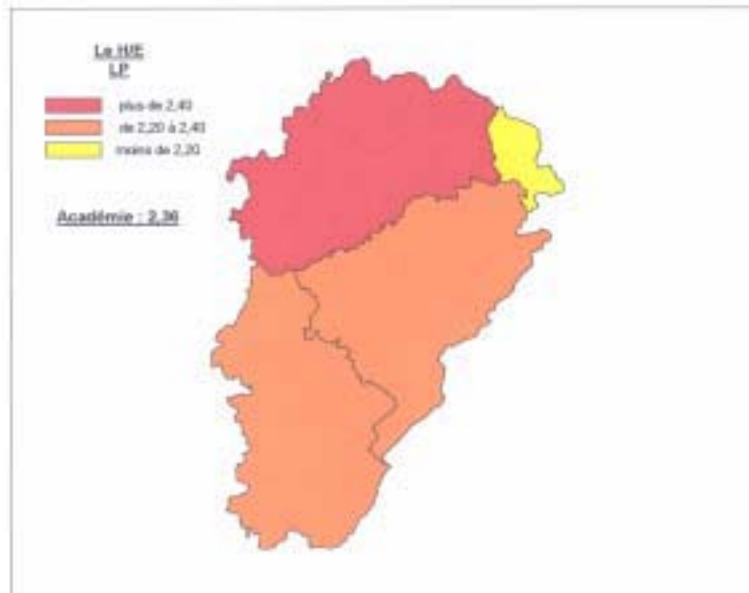 Le H/E
LP
plus de 2,40
de 2,20 à 2,40
moins de 2,20
Académie : 2,36